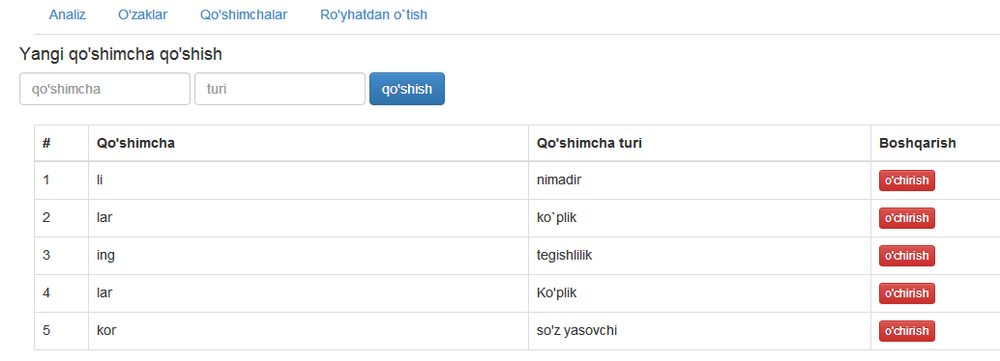 Analiz O'zaklar Qo'shimchalar Ro'yhatdan o`tish
Yangi qo'shimcha qo'shish
qo'shimcha turi qo'shish
# Qo'shimcha Qo'shimcha turi Boshqarish
1 li nimadir o'chirish
2 lar ko`plik o'chirish
3 ing tegishlilik o'chirish
4 lar Ko'plik o'chirish
5 kor so'z yasovchi o'chirish